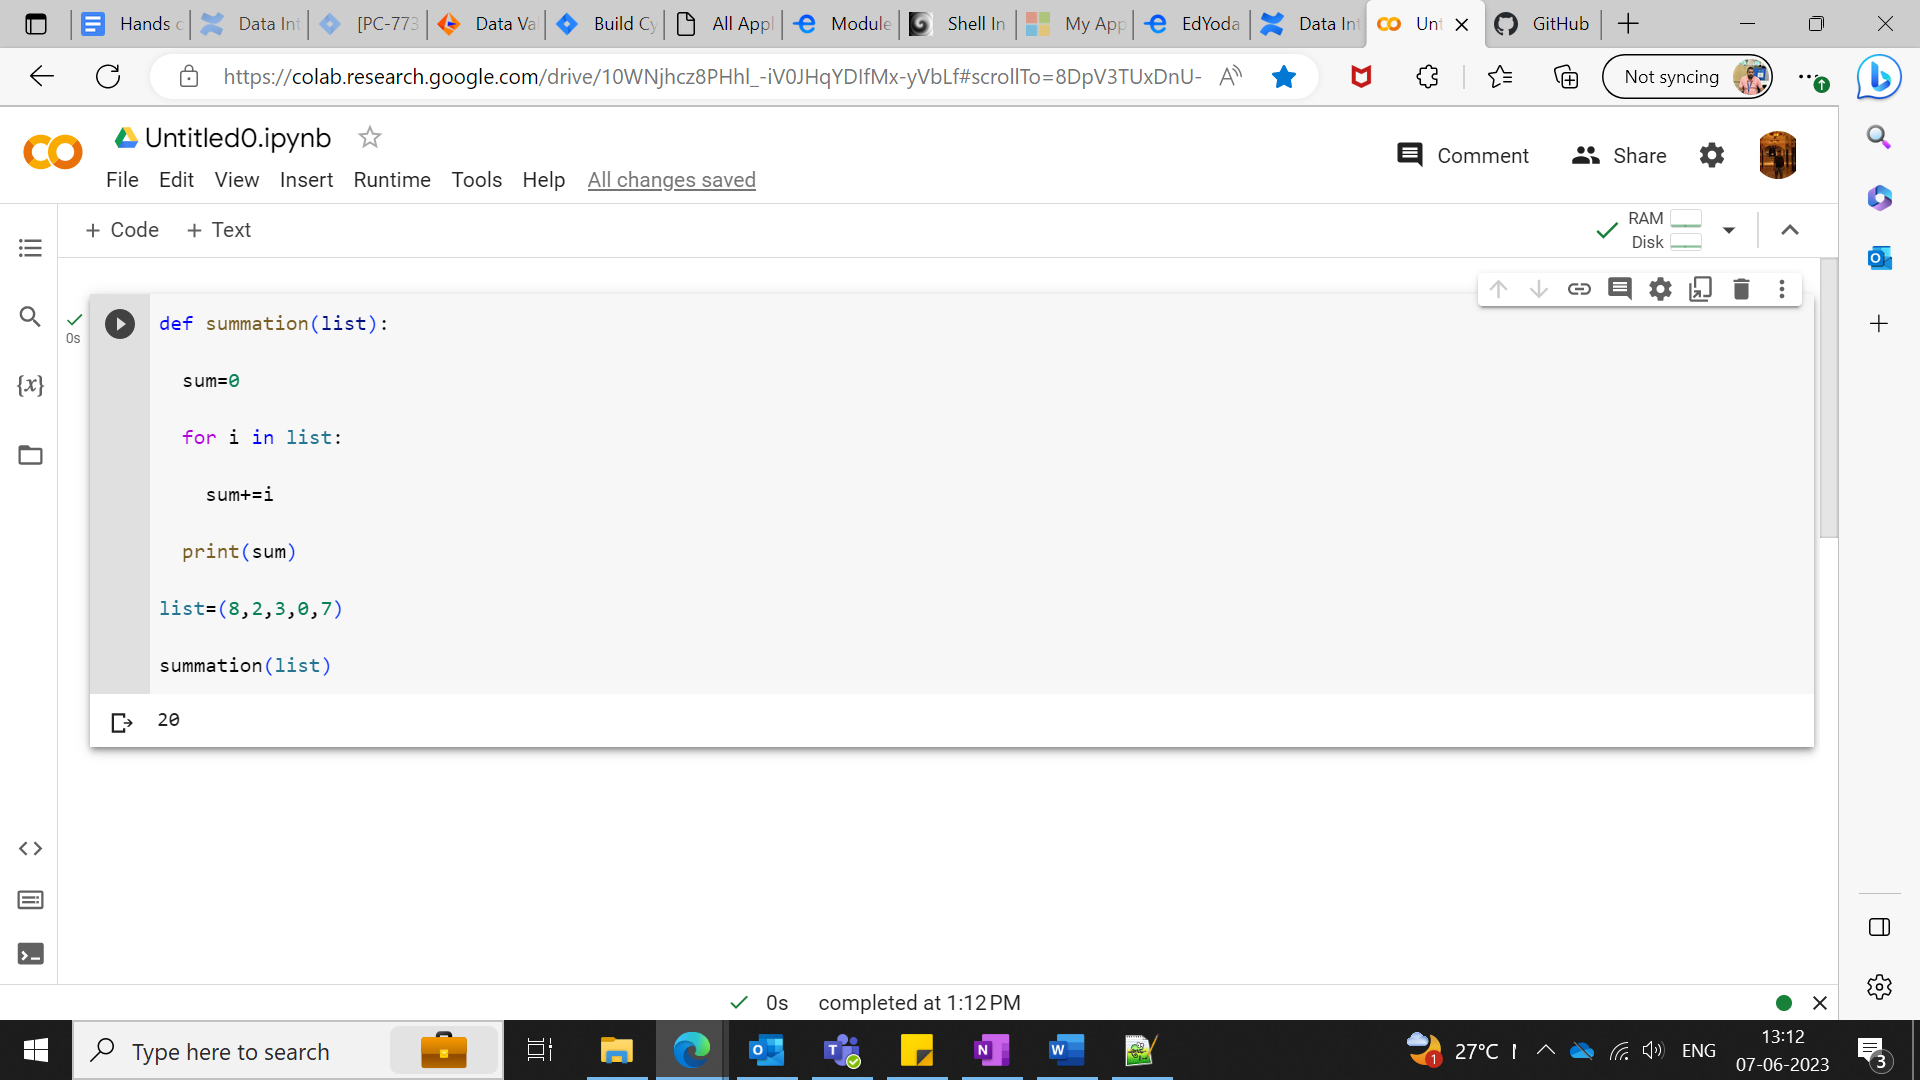 Hands
Data Int
[PC-773
Data Val
Build Cy
All Appl
Module
Shell In
My App
EdYoda
Data Int
Unt
GitHub
https://colab.research.google.com/drive/10WNjhcz8PHhl_-iV0JHqYDIfMx-yVbLf#scrollTo=8DpV3TUxDnU-
Not syncing
Untitled0.ipynb
Comment
Share
File Edit View Insert Runtime Tools Help All changes saved
+ Code + Text
RAM
Disk
0s
def summation(list):
sum=0
for i in list:
sum+=i
print(sum)
list=(8,2,3,0,7)
summation(list)
20
{x}
0s completed at 1:12 PM
Type here to search
1
27°C
ENG
13:12
07-06-2023
3